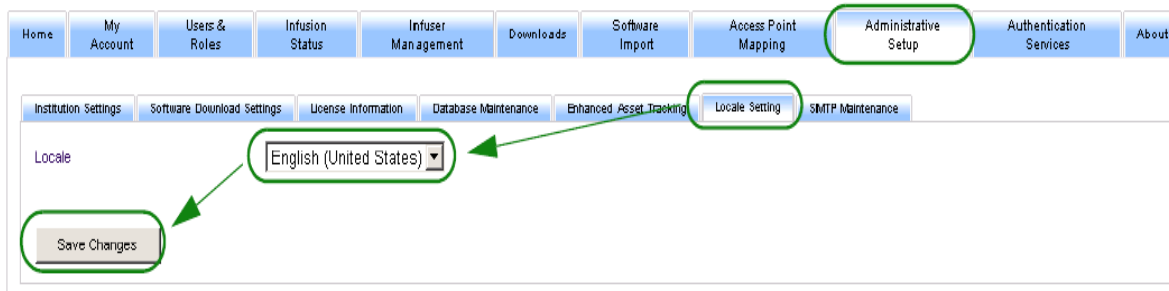 Home
My Account
Users & Roles
Infusion Status
Infuser Management
Downloads
Software Import
Access Point Mapping
Administrative Setup
Authentication Services
About
Institution Settings
Software Download Settings
License Information
Database Maintenance
Enhanced Asset Tracking
Locale Setting
SMTP Maintenance
Locale
English (United States)
Save Changes